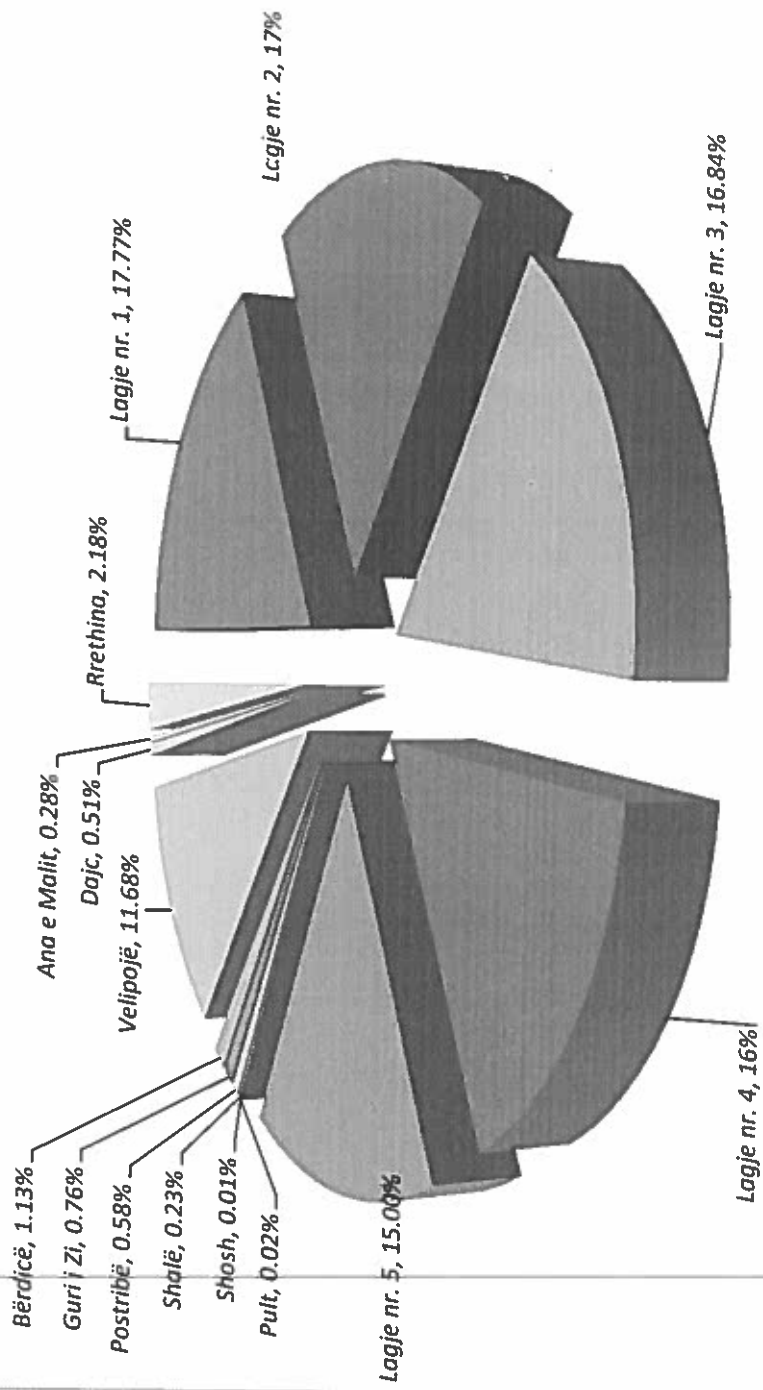 Bërdicë, 1.13%
Guri i Zi, 0.76%
Postribë, 0.58%
Shalë, 0.23%
Shosh, 0.01%
Pult, 0.02%
Lagje nr. 5, 15.00%
Ana e Malit, 0.28%
Dajc, 0.51%
Velipojë, 11.68%
Rrethina, 2.18%
Lagje nr. 1, 17.77%
Lagje nr. 2, 17%
Lagje nr. 3, 16.84%
Lagje nr. 4, 16%